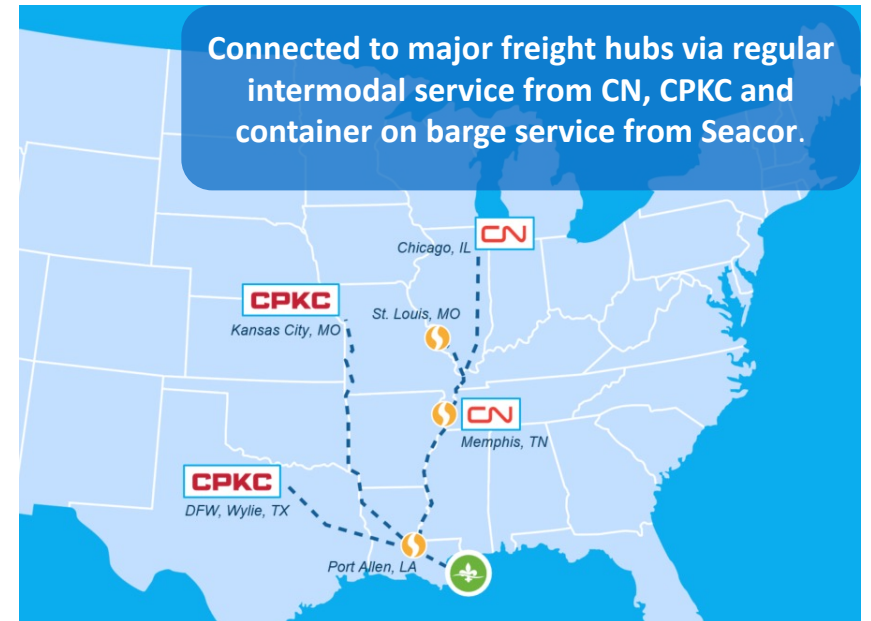 Connected to major freight hubs via regular
intermodal service from CN, CPKC and
container on barge service from Seacor.
CN
Chicago, IL
CPKC
Kansas City, MO
St. Louis, MO
CN
Memphis, TN
CPKC
DFW, Wylie, TX
Port Allen, LA